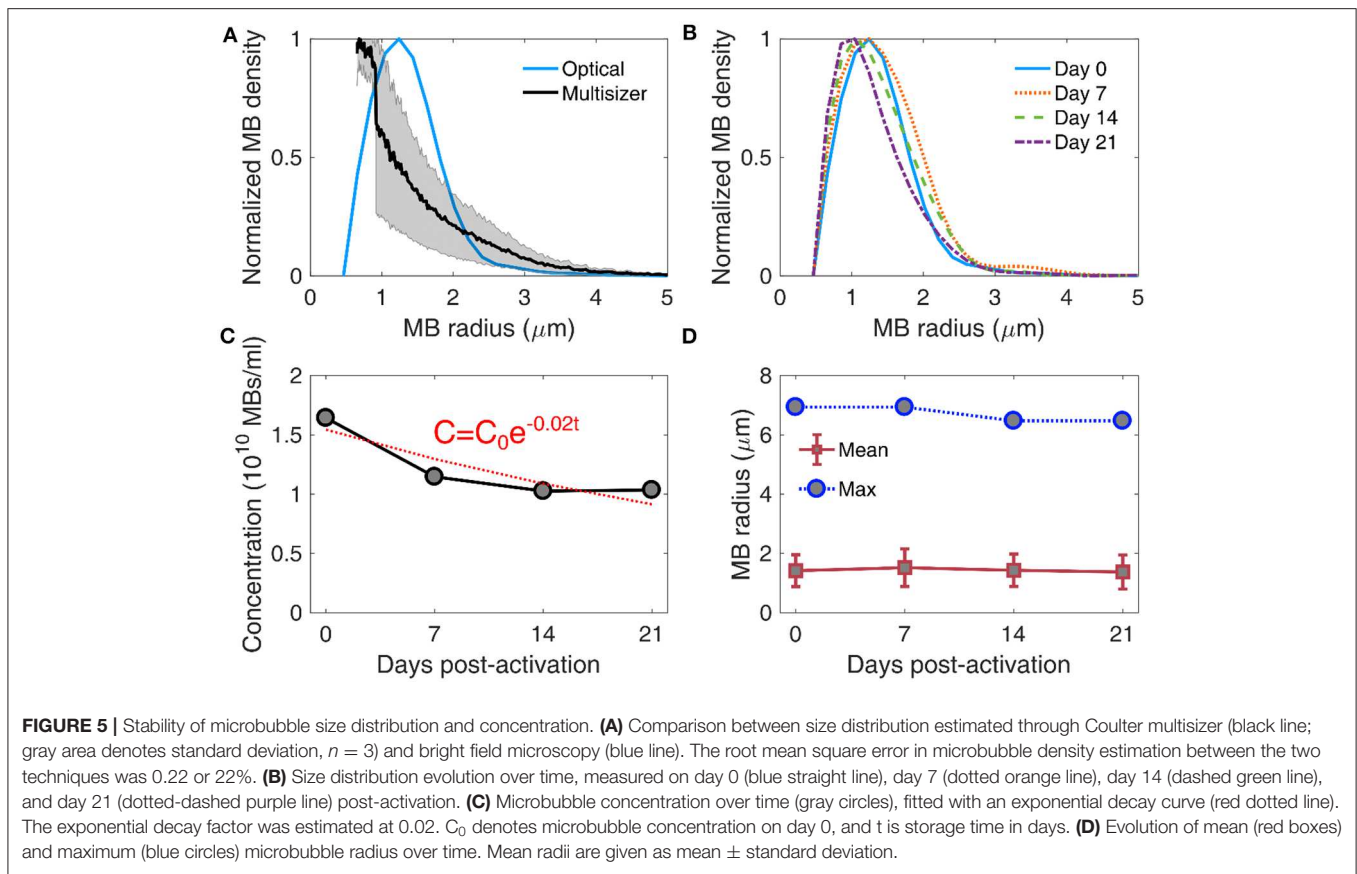 A
B
1
0.5
0
Normalized MB density
Optical
Multisizer
0 1 2 3 4 5
MB radius (μm)
1
0.5
0
Normalized MB density
Day 0
Day 7
Day 14
Day 21
0 1 2 3 4 5
MB radius (μm)
C
D
2
1.5
1
0.5
0
Concentration (10^10 MBs/ml)
C=C₀e^-0.02t
0 7 14 21
Days post-activation
8
6
4
2
0
MB radius (μm)
Mean
Max
0 7 14 21
Days post-activation
FIGURE 5 | Stability of microbubble size distribution and concentration. (A) Comparison between size distribution estimated through Coulter multisizer (black line;
gray area denotes standard deviation, n = 3) and bright field microscopy (blue line). The root mean square error in microbubble density estimation between the two
techniques was 0.22 or 22%. (B) Size distribution evolution over time, measured on day 0 (blue straight line), day 7 (dotted orange line), day 14 (dashed green line),
and day 21 (dotted-dashed purple line) post-activation. (C) Microbubble concentration over time (gray circles), fitted with an exponential decay curve (red dotted line).
The exponential decay factor was estimated at 0.02. C₀ denotes microbubble concentration on day 0, and t is storage time in days. (D) Evolution of mean (red boxes)
and maximum (blue circles) microbubble radius over time. Mean radii are given as mean ± standard deviation.